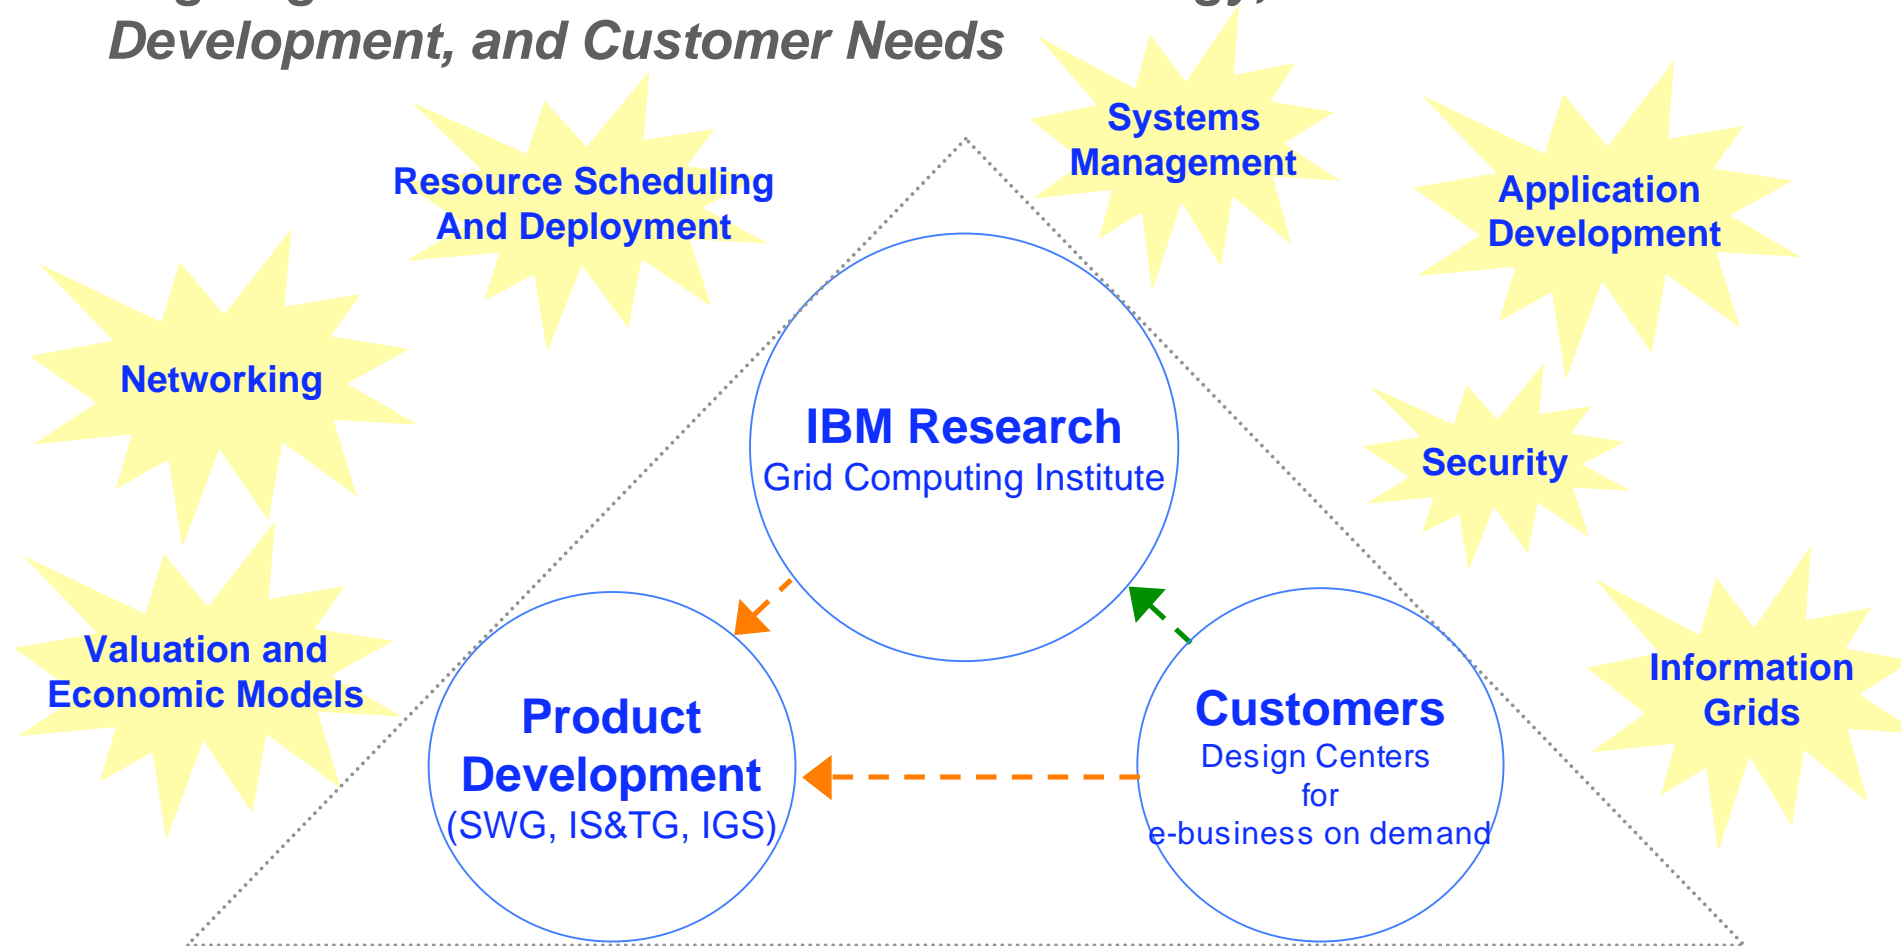 Development, and Customer Needs
Systems
Management
Resource Scheduling
And Deployment
Application
Development
Networking
IBM Research
Grid Computing Institute
Security
Valuation and
Economic Models
Product
Development
(SWG, IS&TG, IGS)
Customers
Design Centers
for
e-business on demand
Information
Grids